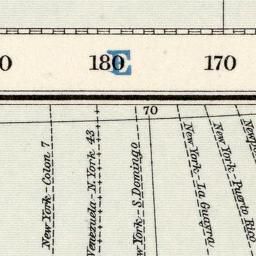 0 180 E 170
70
New York - Colon 7
Venezuela - N. York 43
w York - S. Domingo
New York - La Guayra
New York - Puerto Rico